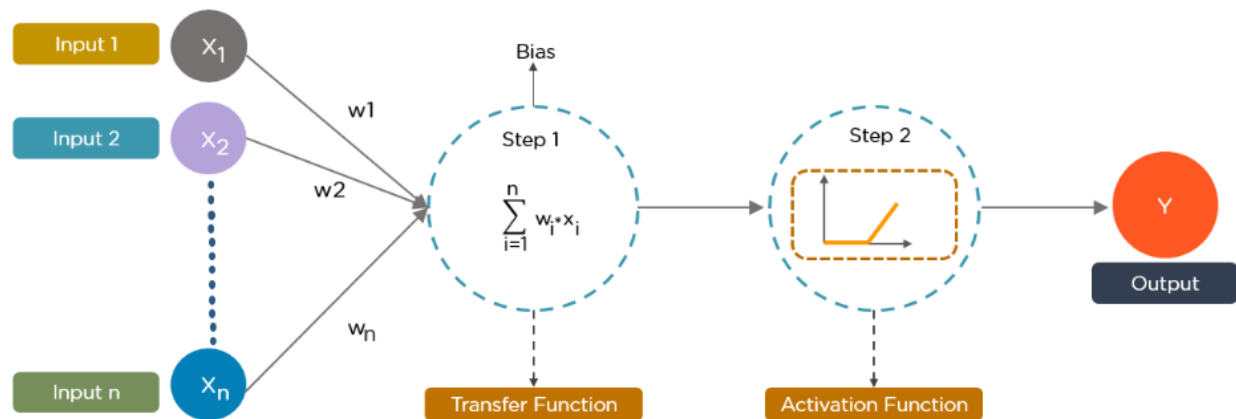 Input 1
X1
w1
Bias
Input 2
X2
w2
Step 1
n
∑ wi*xi
i=1
Step 2
Y
Output
wn
Input n
Xn
Transfer Function
Activation Function